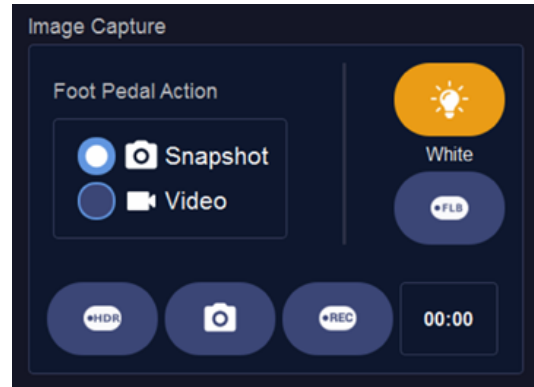 Image Capture
Foot Pedal Action
Snapshot
Video
White
FLB
HDR
REC
00:00